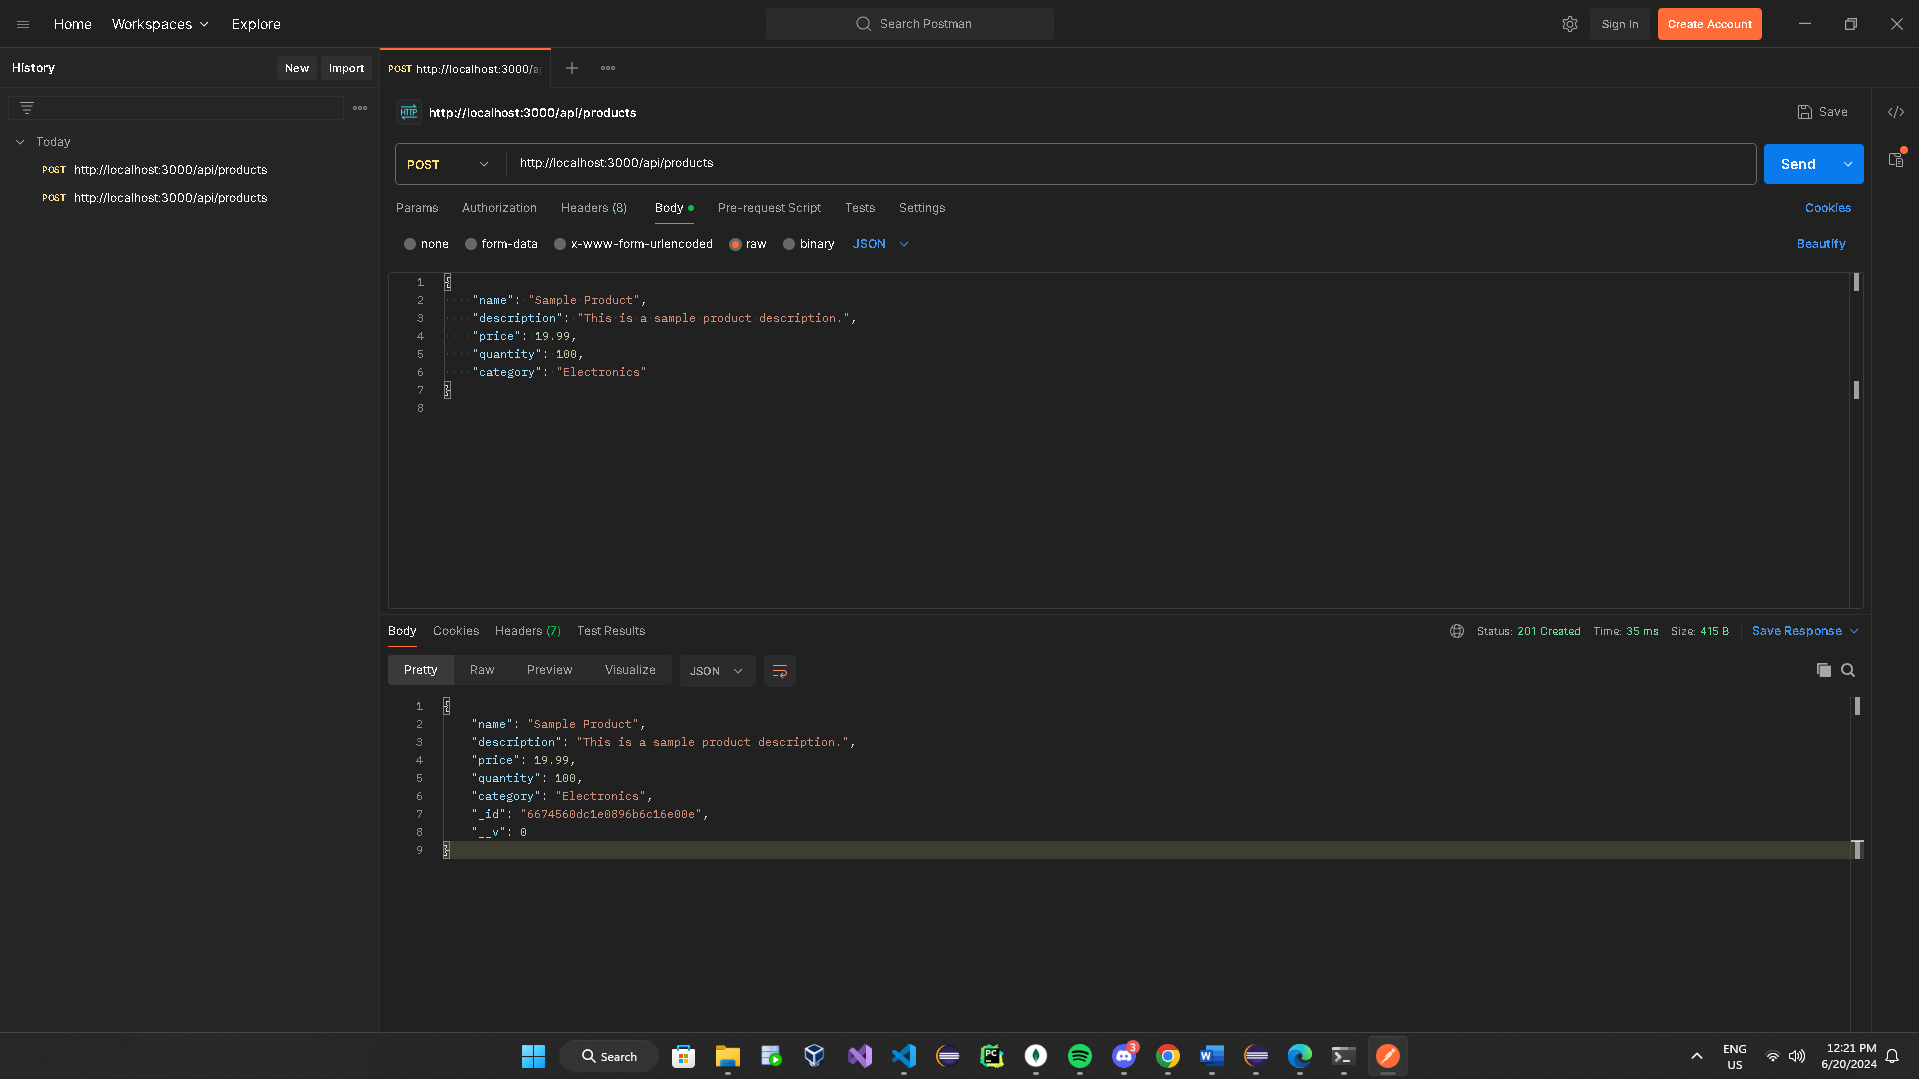 Home Workspaces Explore Search Postman Sign In Create Account
History New Import
POST http://localhost:3000/a
HTTP http://localhost:3000/api/products Save
Today
POST http://localhost:3000/api/products
POST http://localhost:3000/api/products
POST http://localhost:3000/api/products Send
Params Authorization Headers (8) Body Pre-request Script Tests Settings Cookies
none form-data x-www-form-urlencoded raw binary JSON Beautify
1 {
2 "name": "Sample Product",
3 "description": "This is a sample product description.",
4 "price": 19.99,
5 "quantity": 100,
6 "category": "Electronics"
7 }
8
Body Cookies Headers (7) Test Results Status: 201 Created Time: 35 ms Size: 415 B Save Response
Pretty Raw Preview Visualize JSON
1 {
2 "name": "Sample Product",
3 "description": "This is a sample product description.",
4 "price": 19.99,
5 "quantity": 100,
6 "category": "Electronics",
7 "_id": "6674560dc1e0896b6c16e00e",
8 "__v": 0
9 }
Search PC 3 W ENG US 12:21 PM
6/20/2024